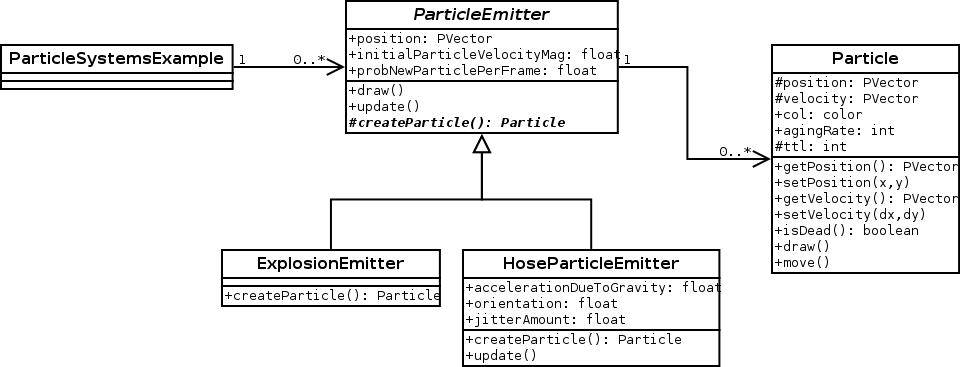 ParticleSystemsExample
1
0..*
ParticleEmitter
+position: PVector
+initialParticleVelocityMag: float
+probNewParticlePerFrame: float
+draw()
+update()
#createParticle(): Particle
1
0..*
Particle
#position: PVector
#velocity: PVector
+col: color
+agingRate: int
#ttl: int
+getPosition(): PVector
+setPosition(x,y)
+getVelocity(): PVector
+setVelocity(dx,dy)
+isDead(): boolean
+draw()
+move()
ExplosionEmitter
+createParticle(): Particle
HoseParticleEmitter
+accelerationDueToGravity: float
+orientation: float
+jitterAmount: float
+createParticle(): Particle
+update()